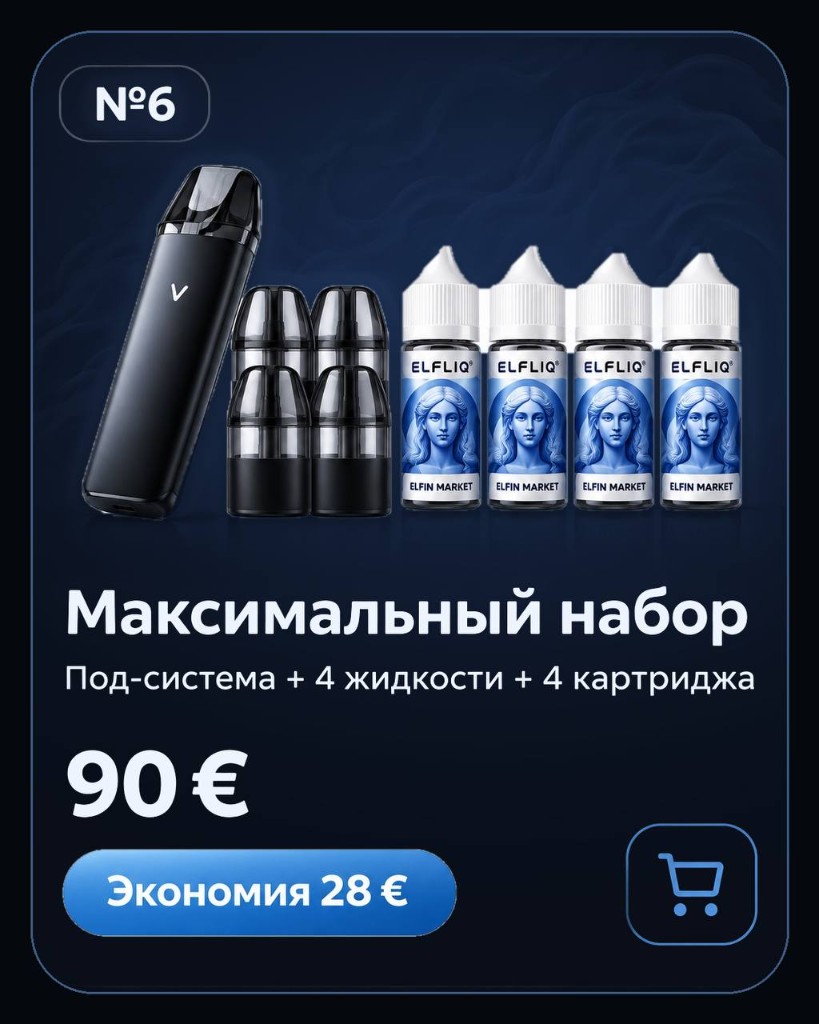 №6
V
ELFLIQ® ELFLIQ® ELFLIQ® ELFLIQ®
ELFIN MARKET ELFIN MARKET ELFIN MARKET ELFIN MARKET
Максимальный набор
Под-система + 4 жидкости + 4 картриджа
90 €
Экономия 28 €